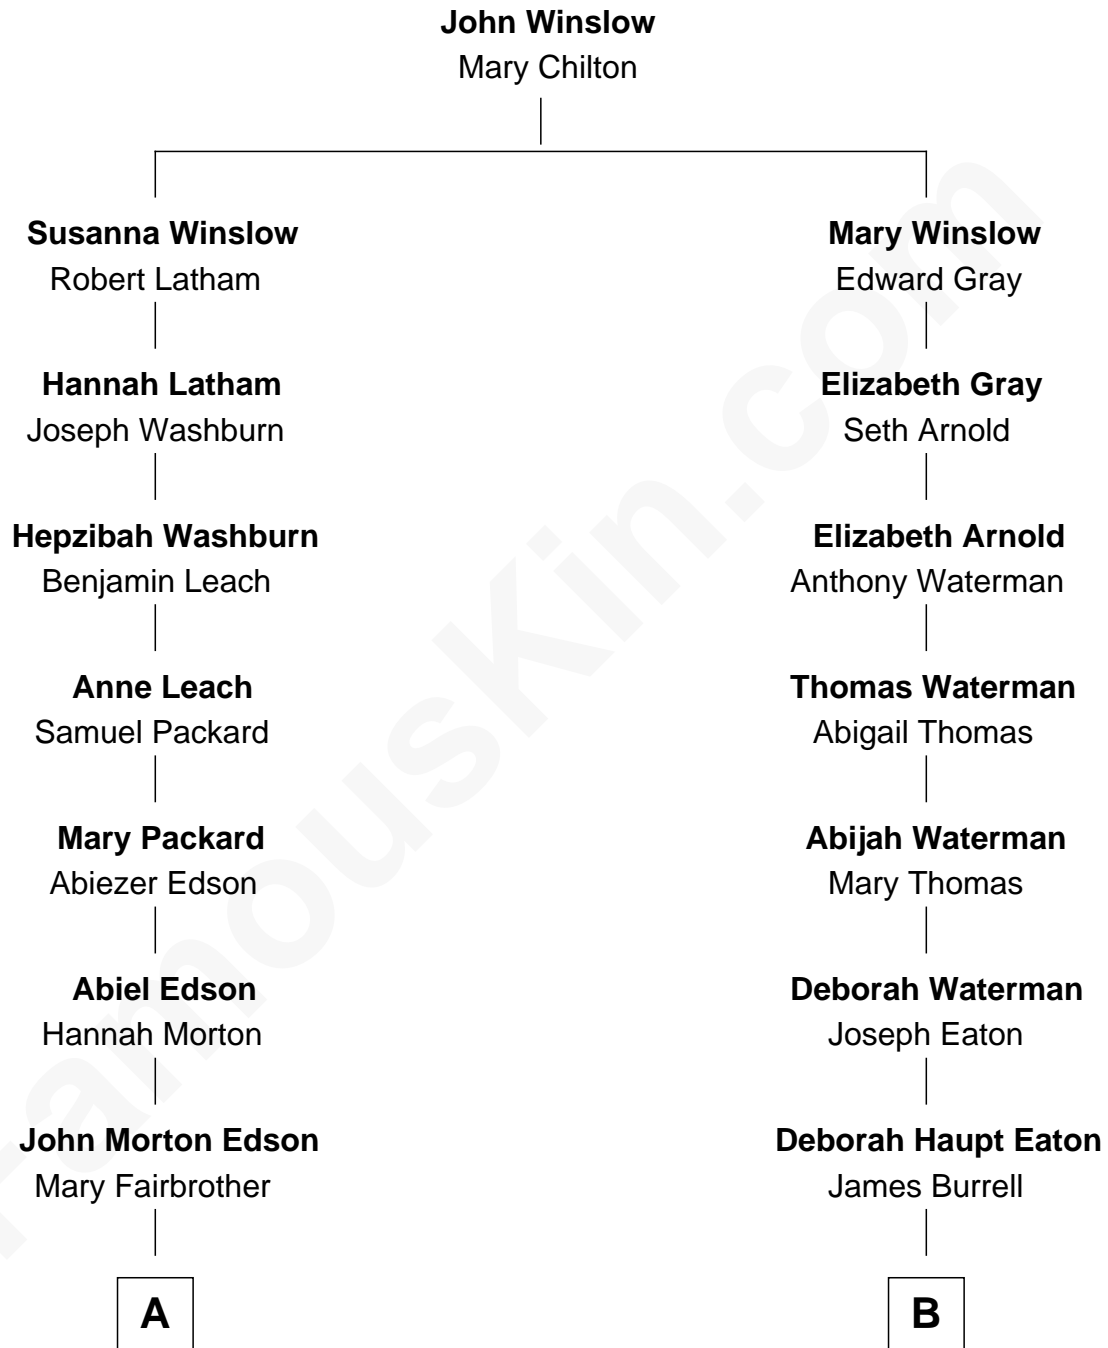 John Winslow
Mary Chilton
Susanna Winslow
Robert Latham
Hannah Latham
Joseph Washburn
Hepzibah Washburn
Benjamin Leach
Anne Leach
Samuel Packard
Mary Packard
Abiezer Edson
Abiel Edson
Hannah Morton
John Morton Edson
Mary Fairbrother
A
Mary Winslow
Edward Gray
Elizabeth Gray
Seth Arnold
Elizabeth Arnold
Anthony Waterman
Thomas Waterman
Abigail Thomas
Abijah Waterman
Mary Thomas
Deborah Waterman
Joseph Eaton
Deborah Haupt Eaton
James Burrell
B
FamousKin.com